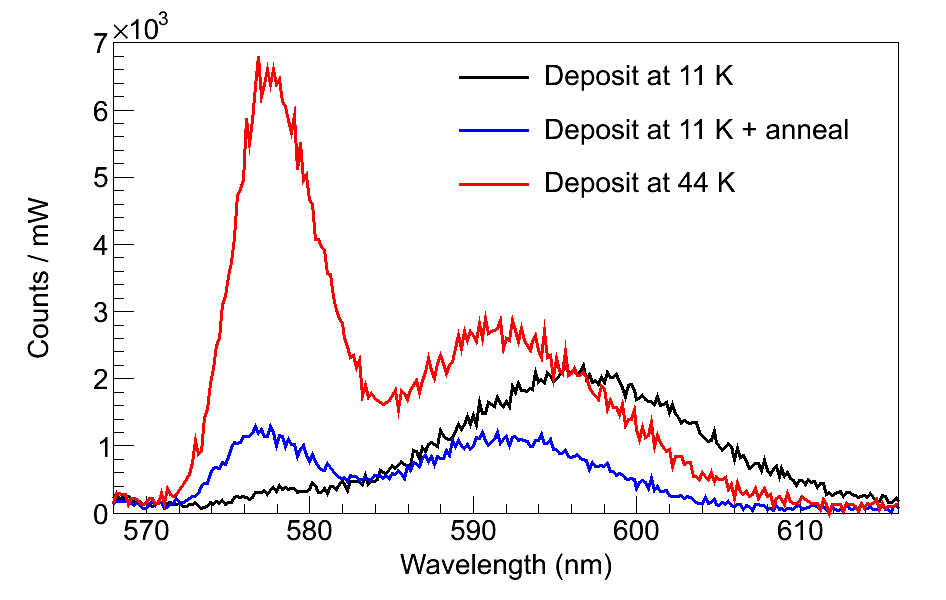 ×10³
7
6
5
4
3
2
1
0
Counts / mW
Deposit at 11 K
Deposit at 11 K + anneal
Deposit at 44 K
570 580 590 600 610
Wavelength (nm)